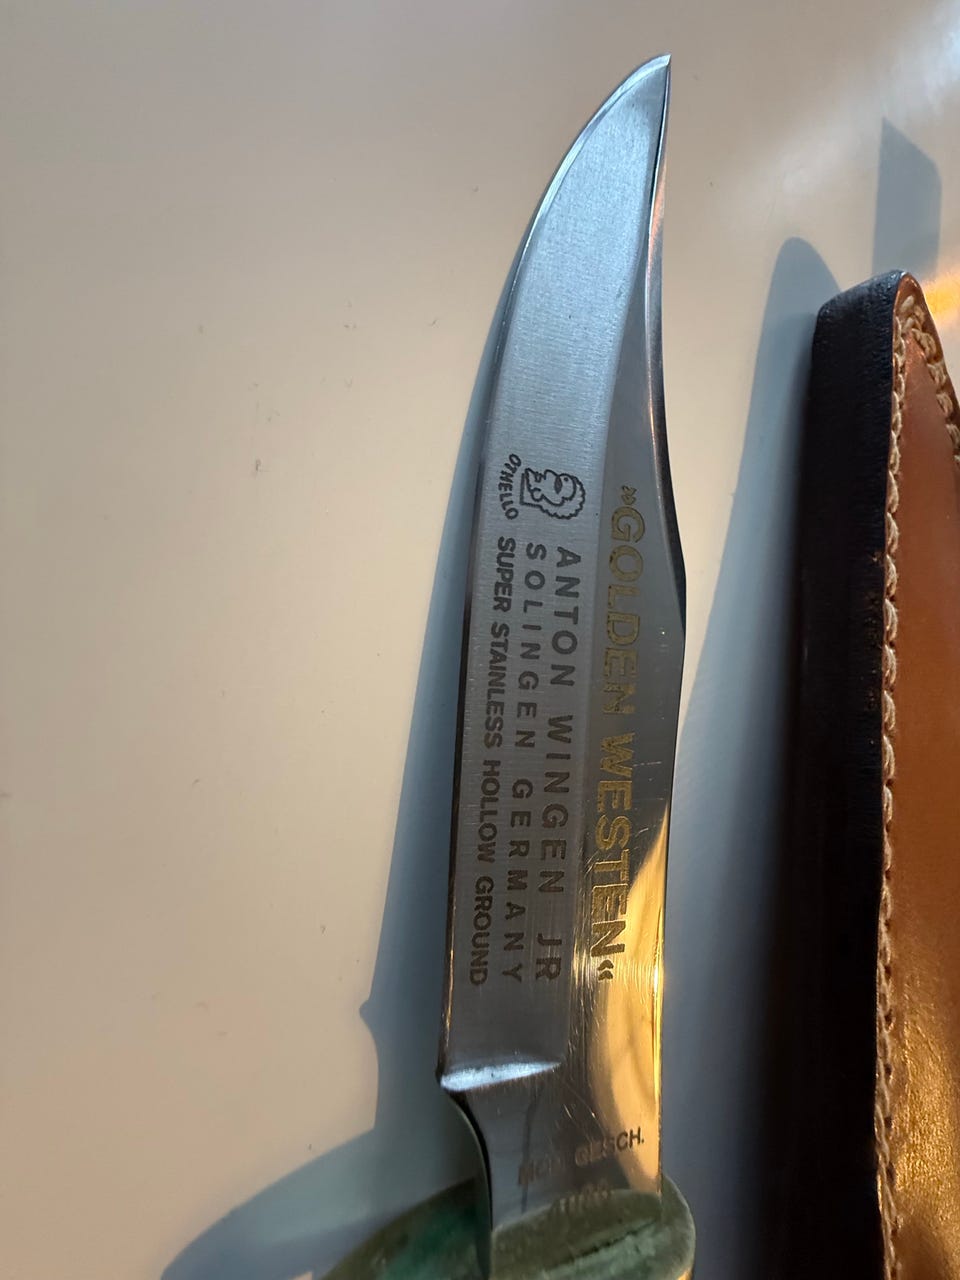 »GOLDEN WESTEN«
OTHELLO
ANTON WINGEN JR
SOLINGEN GERMANY
SUPER STAINLESS HOLLOW GROUND
GESCH.